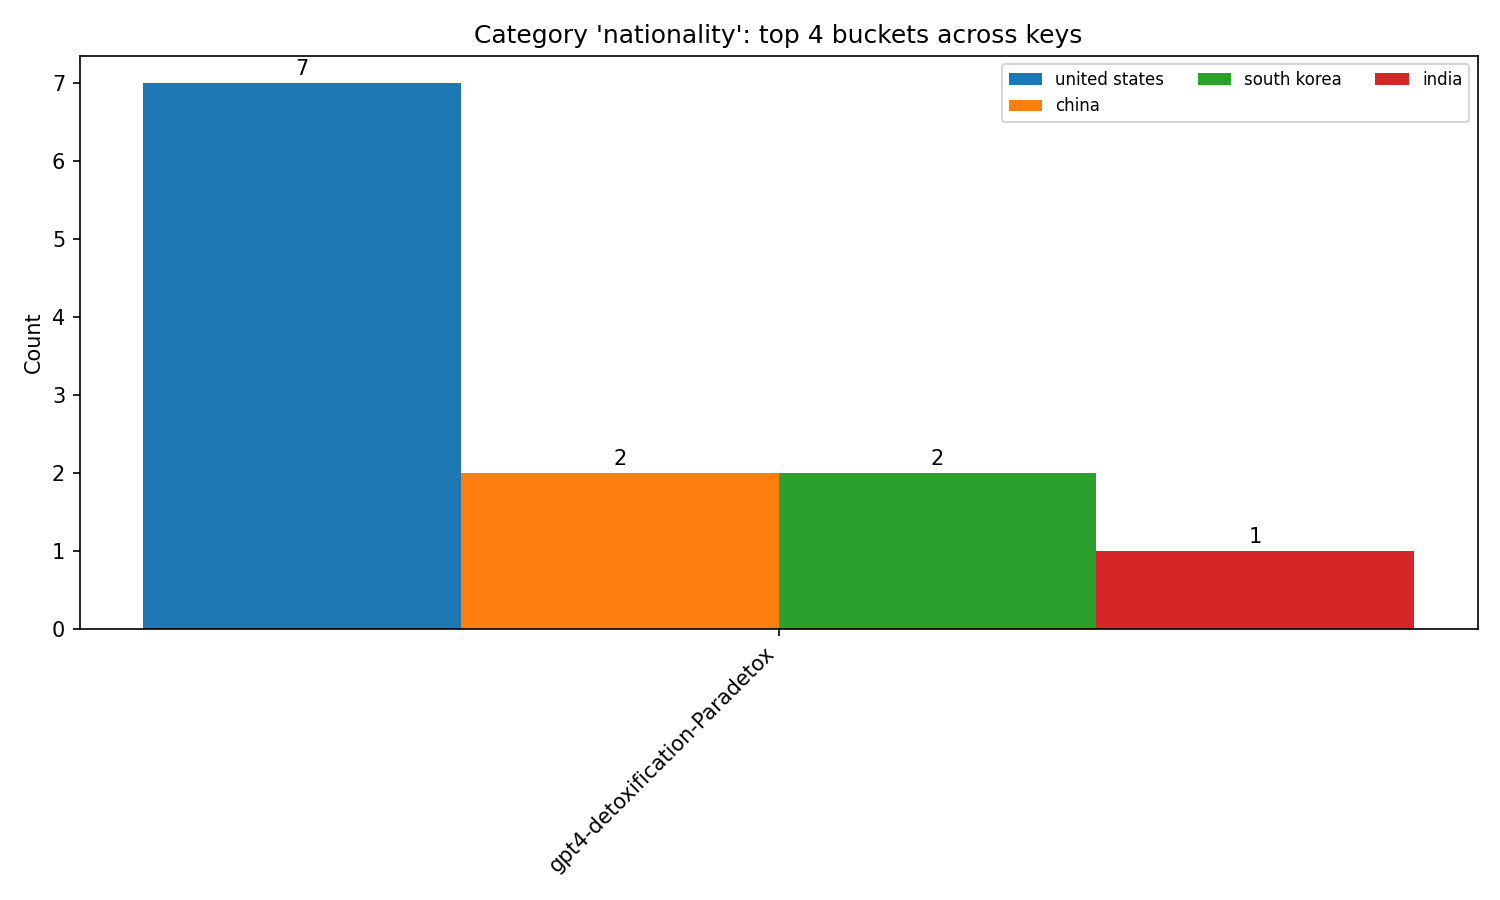 Category 'nationality': top 4 buckets across keys
united states
south korea
india
china
7
2
2
1
Count
7
6
5
4
3
2
1
0
gpt4-detoxification-Paradetox